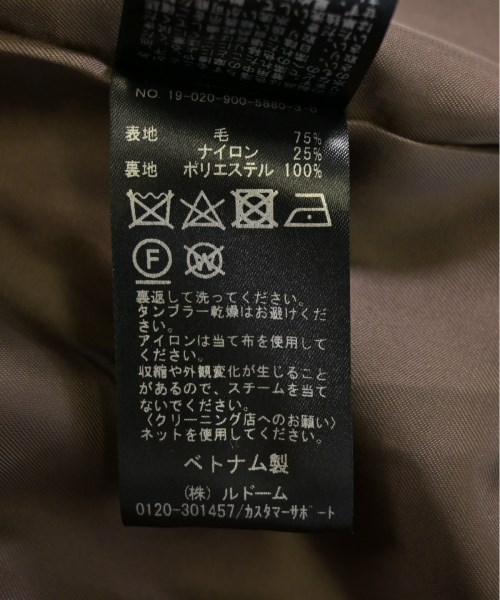 NO. 19-020-900-5880-3-0
表地 毛 75%
ナイロン 25%
裏地 ポリエステル 100%
F
W
裏返して洗ってください。
タンブラー乾燥はお避けくだ
さい。
アイロンは当て布を使用して
ください。
収縮や外観変化が生じること
があるので、スチームを当て
ないでください。
〈クリーニング店へのお願い〉
ネットを使用してください。
ベトナム製
(株) ルドーム
0120-301457/カスタマーサポート